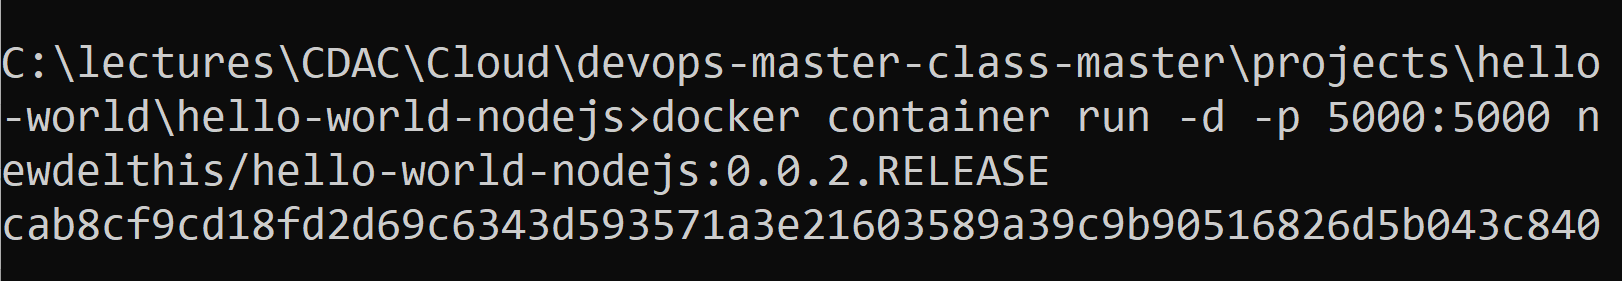 C:\lectures\CDAC\Cloud\devops-master-class-master\projects\hello
-world\hello-world-nodejs>docker container run -d -p 5000:5000 n
ewdelthis/hello-world-nodejs:0.0.2.RELEASE
cab8cf9cd18fd2d69c6343d593571a3e21603589a39c9b90516826d5b043c840